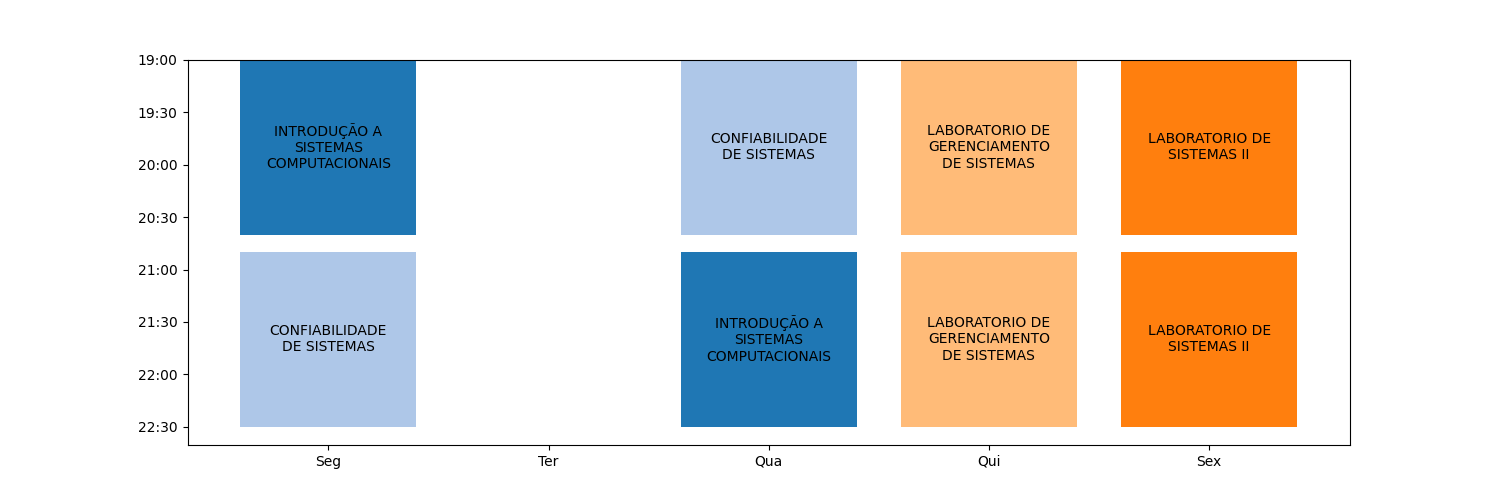 19:00
19:30
20:00
20:30
21:00
21:30
22:00
22:30
INTRODUÇÃO A
SISTEMAS
COMPUTACIONAIS
CONFIABILIDADE
DE SISTEMAS
CONFIABILIDADE
DE SISTEMAS
INTRODUÇÃO A
SISTEMAS
COMPUTACIONAIS
LABORATORIO DE
GERENCIAMENTO
DE SISTEMAS
LABORATORIO DE
GERENCIAMENTO
DE SISTEMAS
LABORATORIO DE
SISTEMAS II
LABORATORIO DE
SISTEMAS II
Seg
Ter
Qua
Qui
Sex